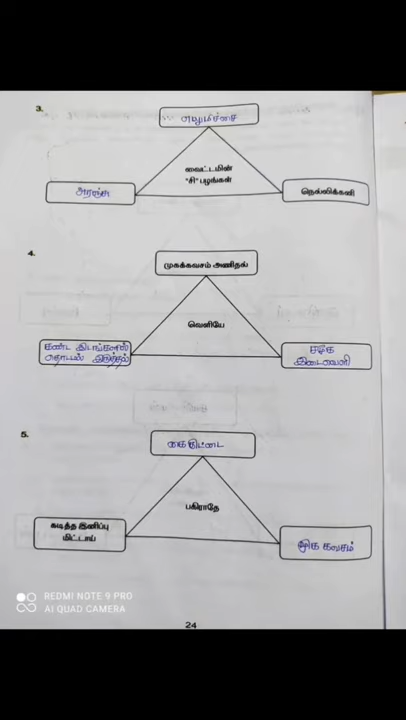 3.
எலுமிச்சை
வைட்டமின்
"சி" பழங்கள்
ஆரஞ்சு
நெல்லிக்கனி
4.
முகக்கவசம் அணிதல்
வெளியே
கண்ட இடங்களில்
தொடாமல் இருத்தல்
சமூக
இடைவெளி
5.
கைகுட்டை
பகிராதே
கடித்த இனிப்பு
மிட்டாய்
முக கவசம்
REDMI NOTE 9 PRO
AI QUAD CAMERA
24